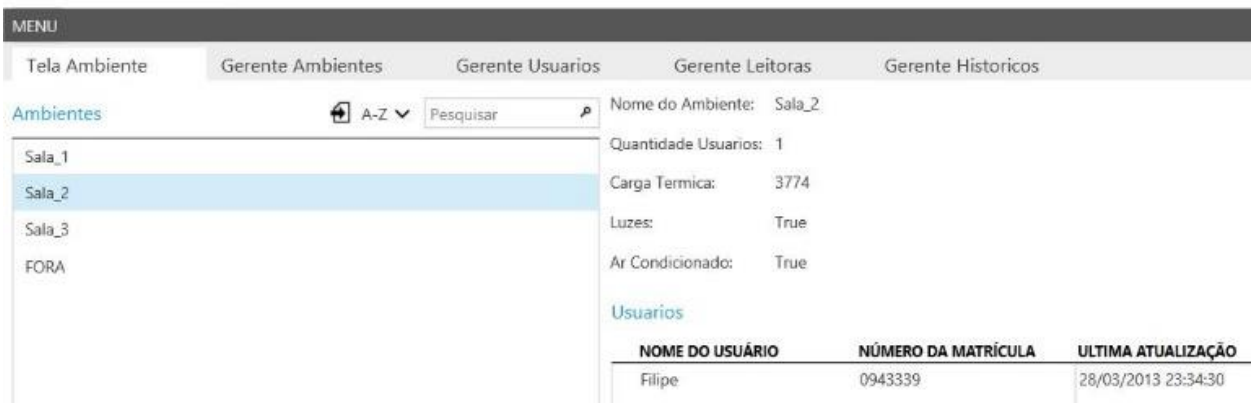 MENU
Tela Ambiente Gerente Ambientes Gerente Usuarios Gerente Leitoras Gerente Historicos
Ambientes A-Z Pesquisar
Sala_1
Sala_2
Sala_3
FORA
Nome do Ambiente: Sala_2
Quantidade Usuarios: 1
Carga Termica: 3774
Luzes: True
Ar Condicionado: True
Usuarios
NOME DO USUÁRIO NÚMERO DA MATRÍCULA ULTIMA ATUALIZAÇÃO
Filipe 0943339 28/03/2013 23:34:30